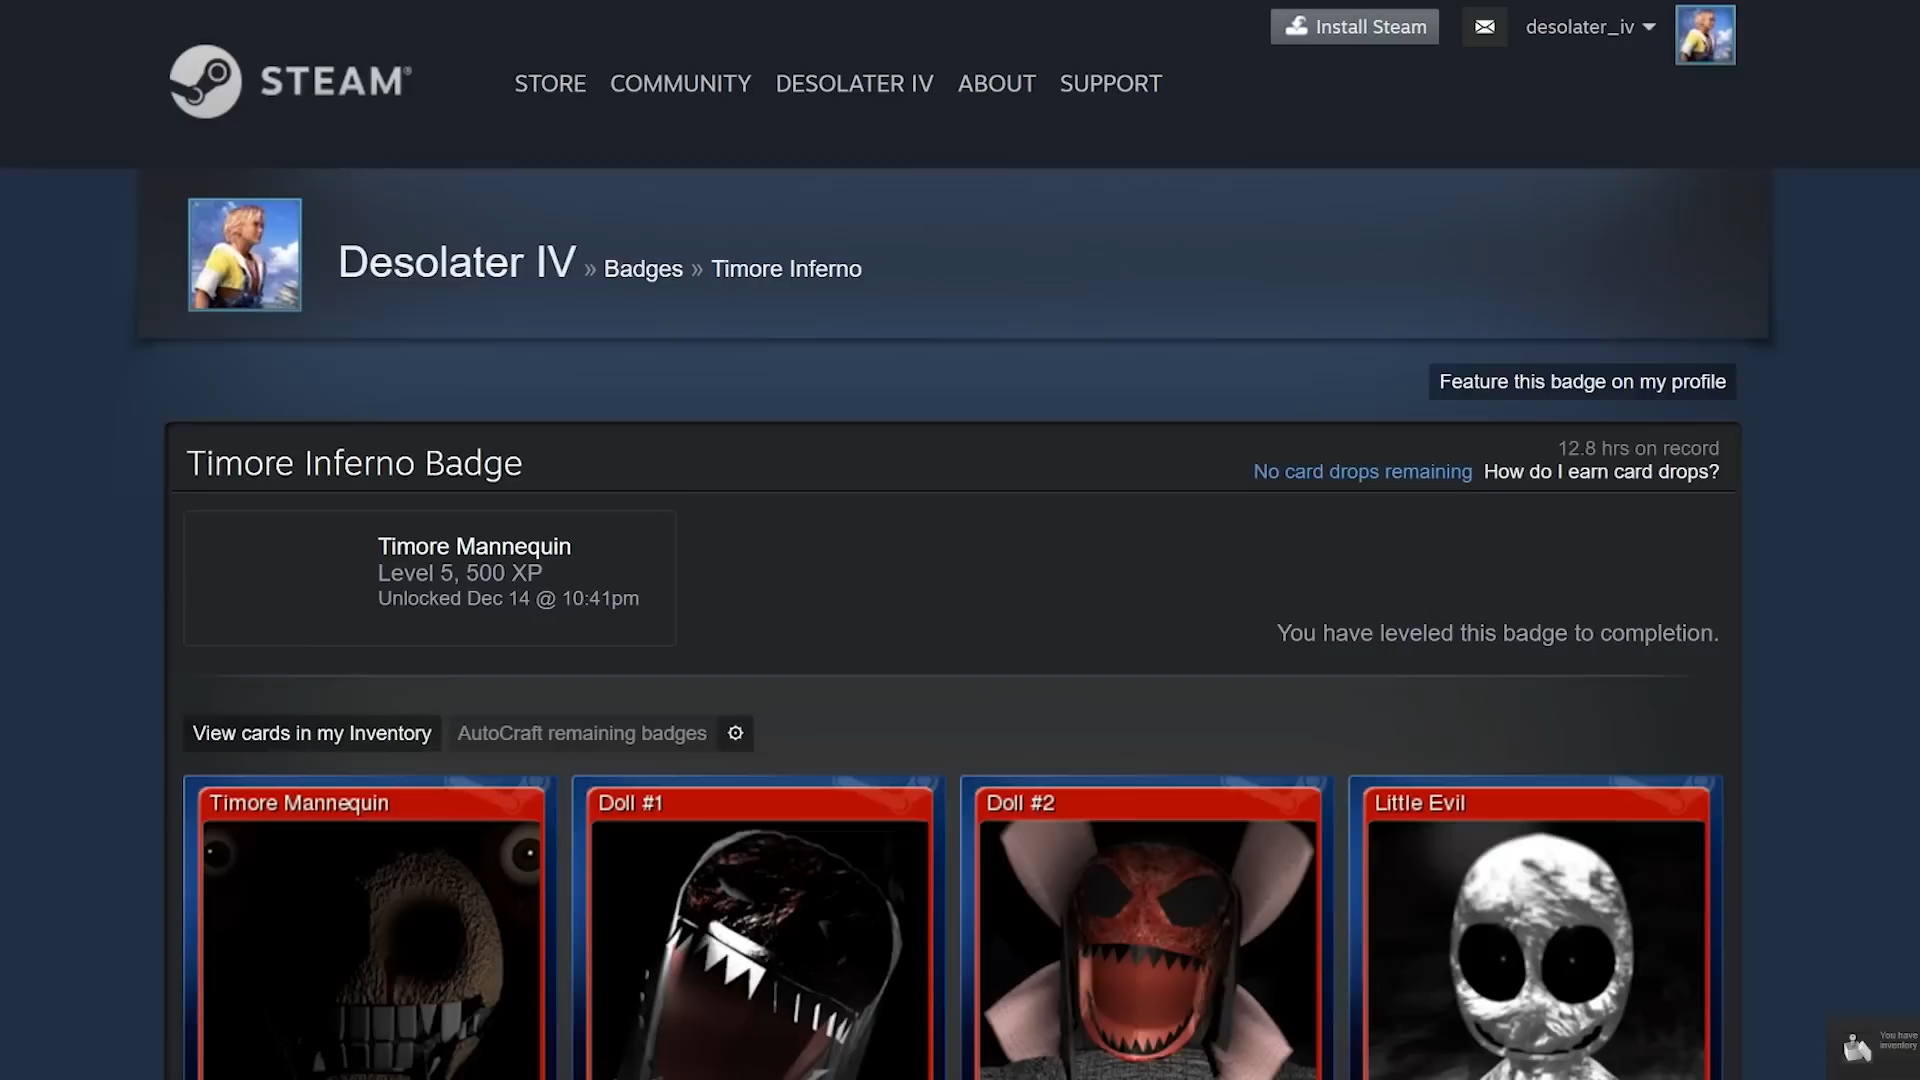 Install Steam
desolater_iv
STEAM®
STORE COMMUNITY DESOLATER IV ABOUT SUPPORT
Desolater IV » Badges » Timore Inferno
Feature this badge on my profile
Timore Inferno Badge
12.8 hrs on record
No card drops remaining How do I earn card drops?
Timore Mannequin
Level 5, 500 XP
Unlocked Dec 14 @ 10:41pm
You have leveled this badge to completion.
View cards in my Inventory
AutoCraft remaining badges
Timore Mannequin
Doll #1
Doll #2
Little Evil
You have
inventory